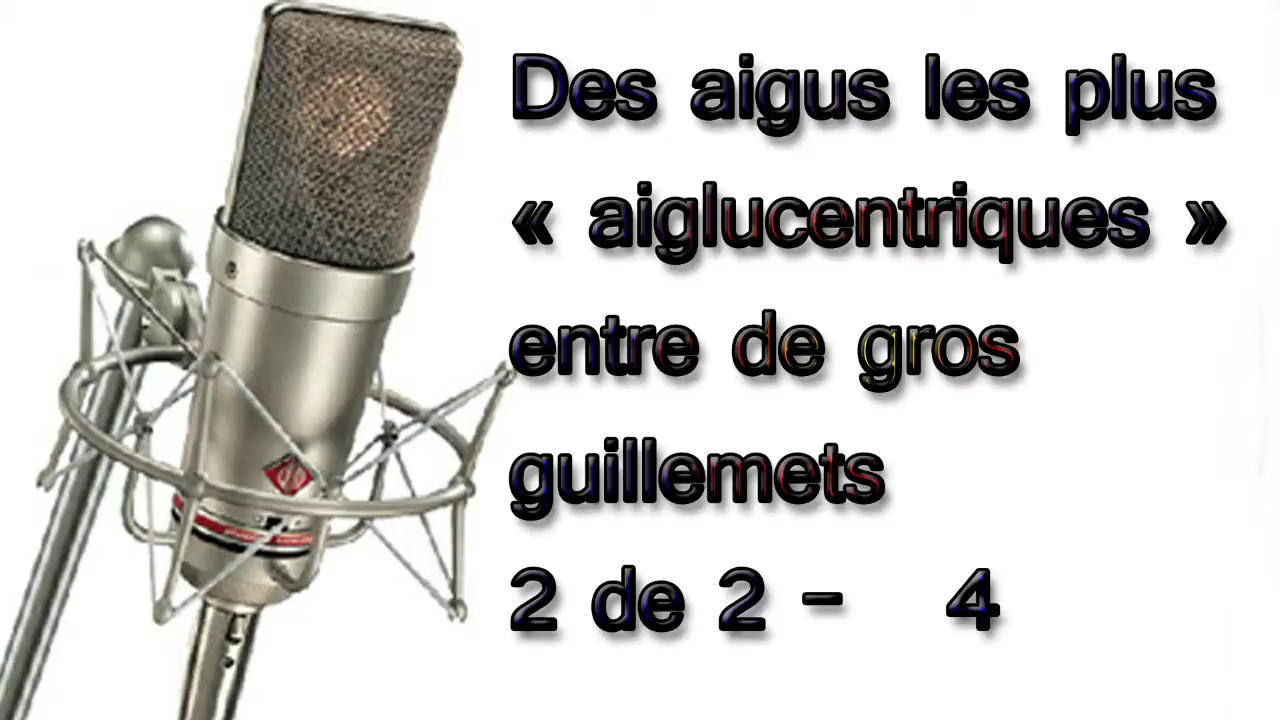 Des aigus les plus
« aiglucentriques »
entre de gros
guillemets
2 de 2 - 4